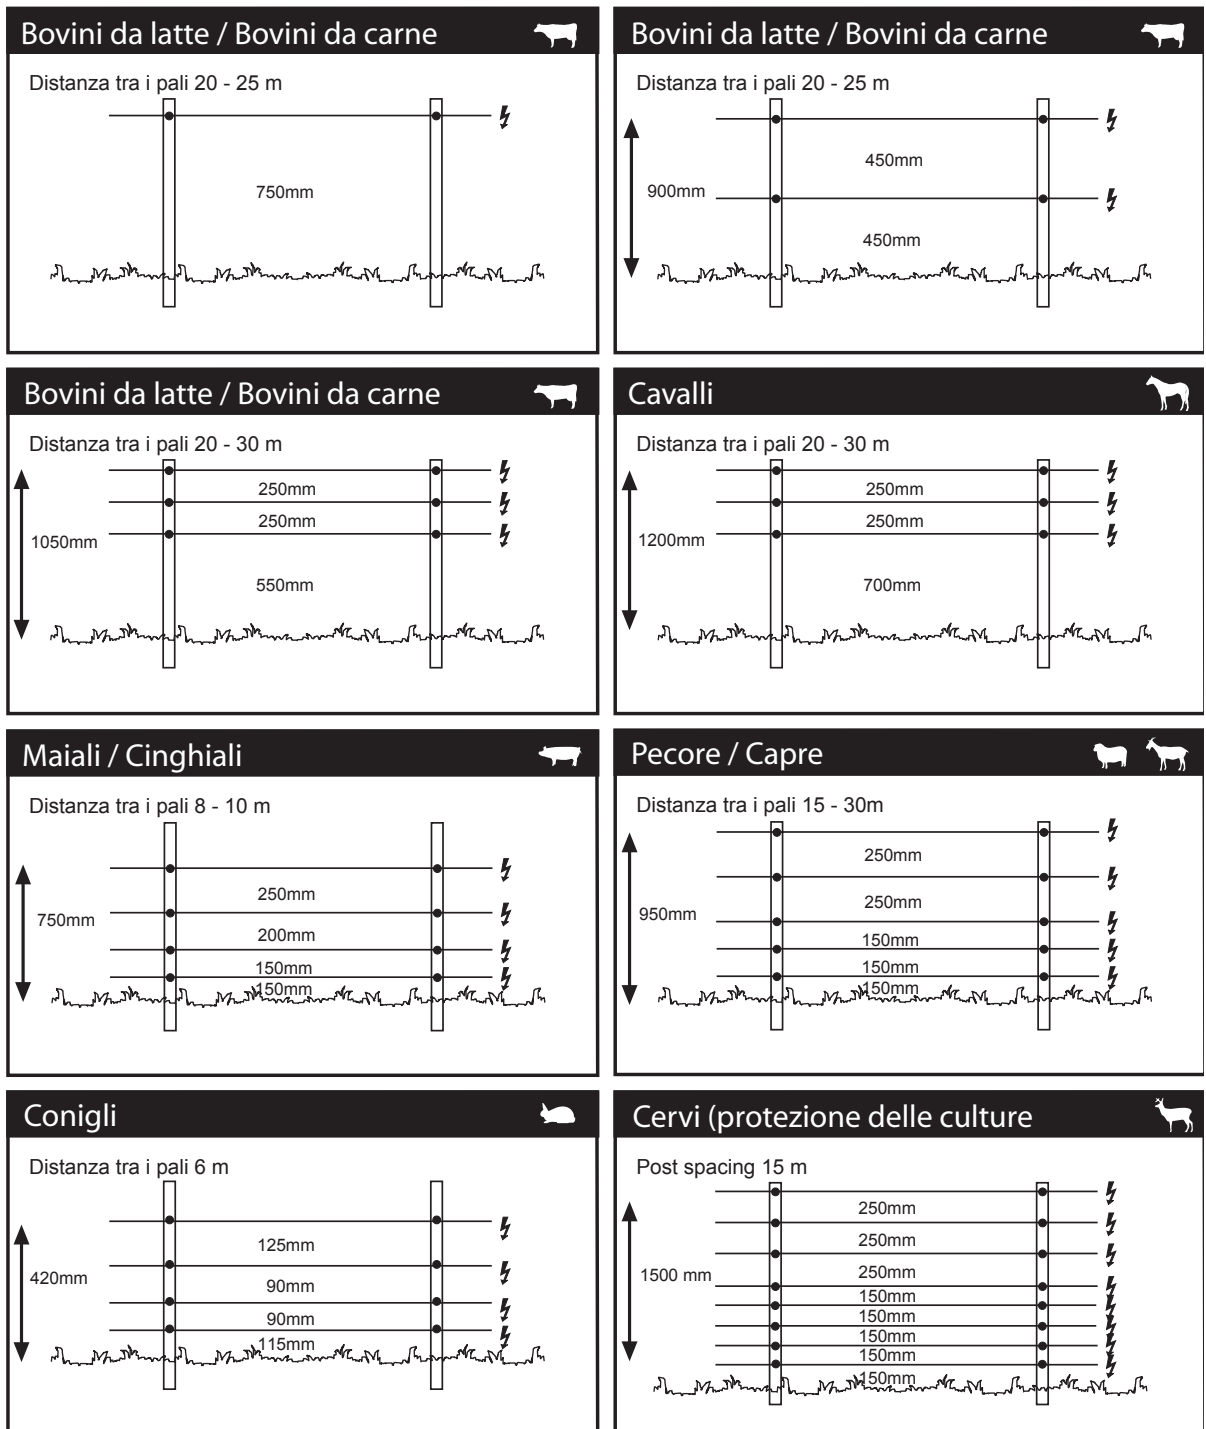 Bovini da latte / Bovini da carne
Distanza tra i pali 20 - 25 m
750mm
Bovini da latte / Bovini da carne
Distanza tra i pali 20 - 25 m
450mm
900mm
450mm
Bovini da latte / Bovini da carne
Distanza tra i pali 20 - 30 m
250mm
250mm
1050mm
550mm
Cavalli
Distanza tra i pali 20 - 30 m
250mm
250mm
1200mm
700mm
Maiali / Cinghiali
Distanza tra i pali 8 - 10 m
250mm
750mm
200mm
150mm
150mm
Pecore / Capre
Distanza tra i pali 15 - 30m
250mm
250mm
950mm
150mm
150mm
150mm
Conigli
Distanza tra i pali 6 m
125mm
420mm
90mm
90mm
115mm
Cervi (protezione delle culture
Post spacing 15 m
250mm
250mm
250mm
1500 mm
150mm
150mm
150mm
150mm
150mm